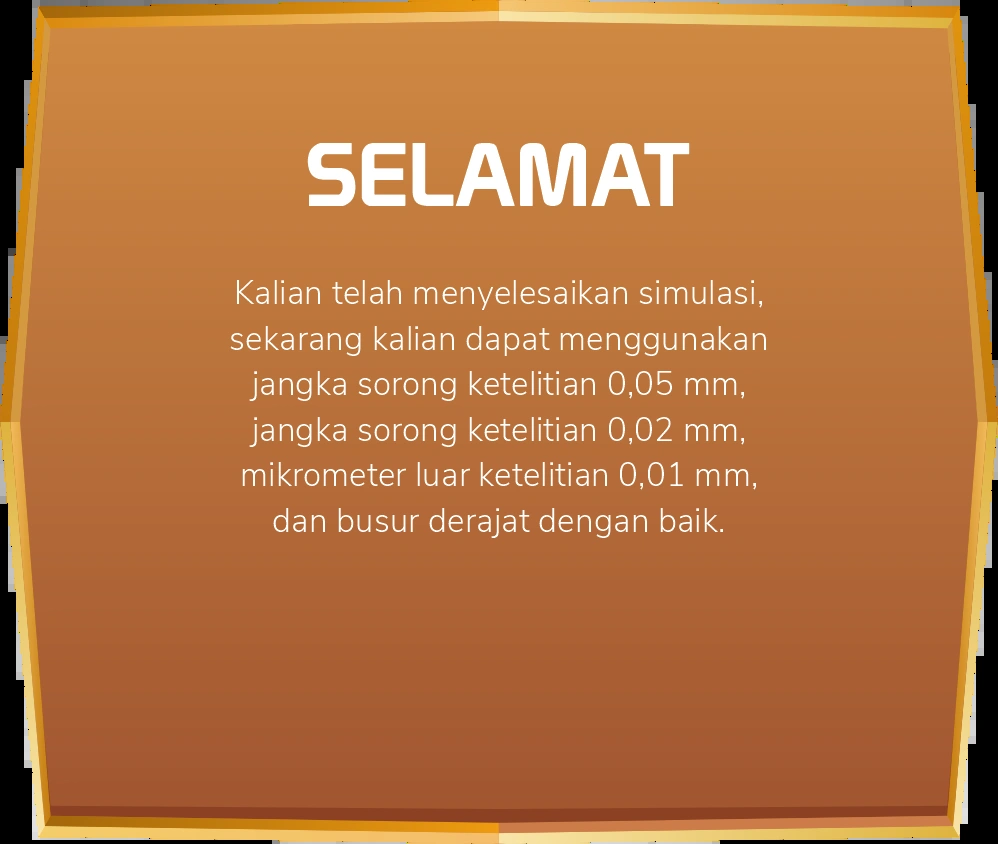 SELAMAT
Kalian telah menyelesaikan simulasi,
sekarang kalian dapat menggunakan
jangka sorong ketelitian 0,05 mm,
jangka sorong ketelitian 0,02 mm,
mikrometer luar ketelitian 0,01 mm,
dan busur derajat dengan baik.